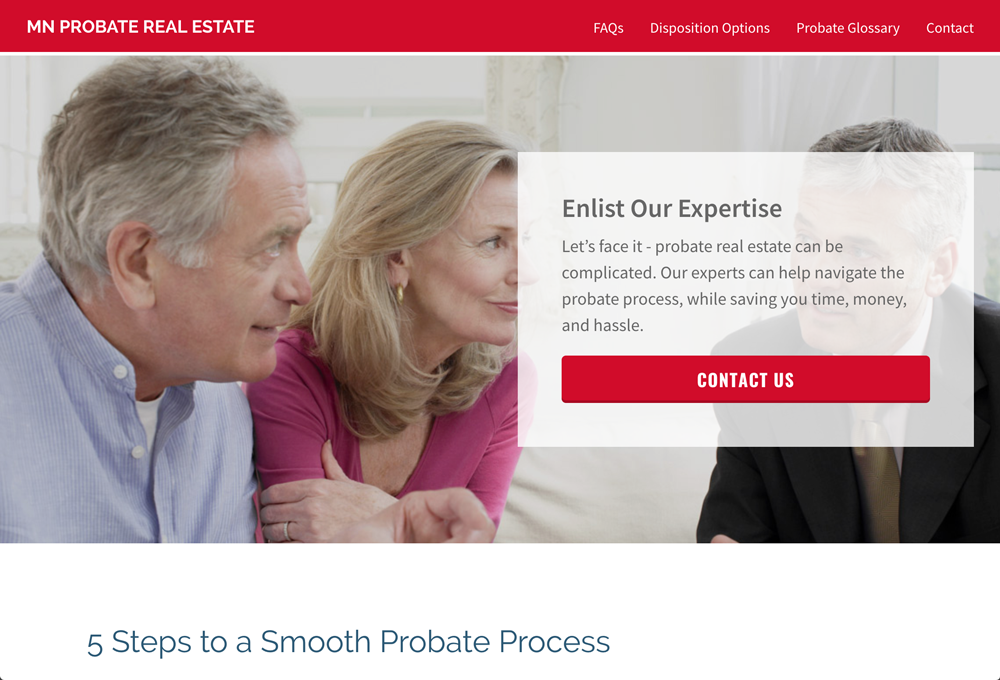 MN PROBATE REAL ESTATE
FAQs Disposition Options Probate Glossary Contact
Enlist Our Expertise
Let’s face it - probate real estate can be
complicated. Our experts can help navigate the
probate process, while saving you time, money,
and hassle.
CONTACT US
5 Steps to a Smooth Probate Process